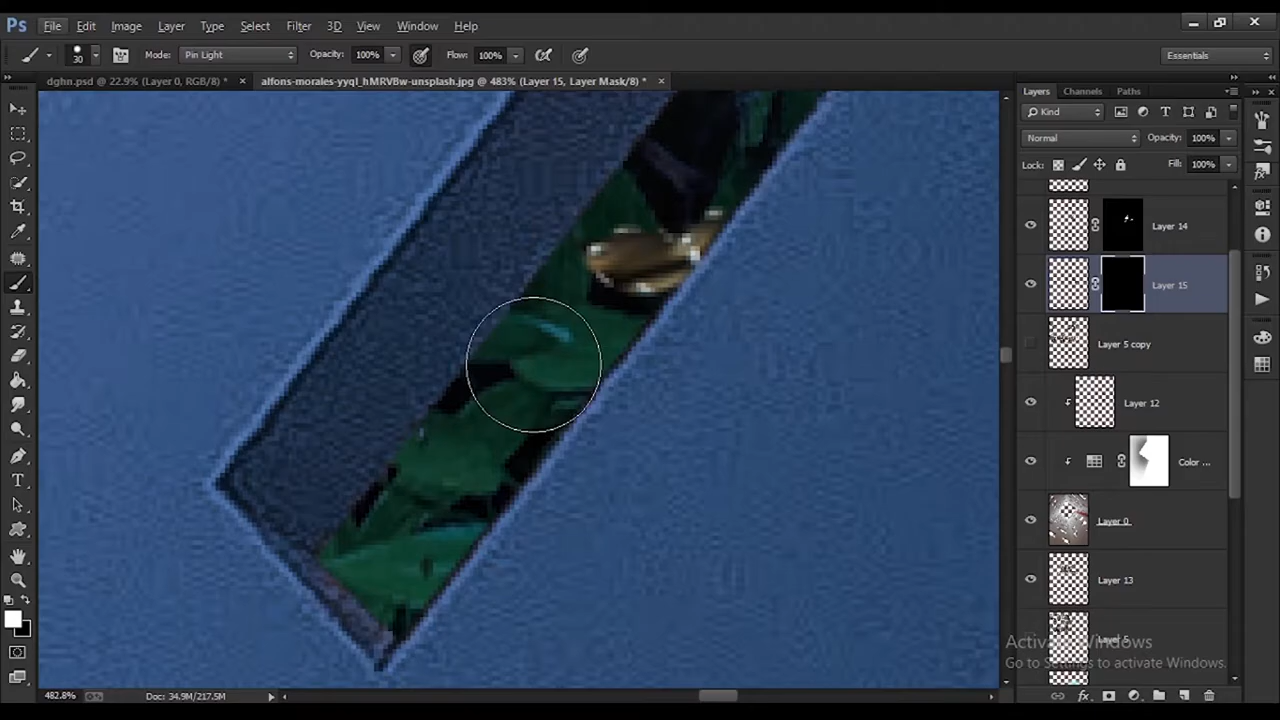 Ps File Edit Image Layer Type Select Filter 3D View Window Help
30 Mode: Pin Light Opacity: 100% Flow: 100% Essentials
dghn.psd @ 22.9% (Layer 0, RGB/8) * × alfons-morales-yyql_hMRVBw-unsplash.jpg @ 483% (Layer 15, Layer Mask/8) * ×
Layers Channels Paths
Kind
Normal Opacity: 100%
Lock: Fill: 100%
Layer 14
Layer 15
Layer 5 copy
Layer 12
Color ...
Layer 0
Layer 13
Layer 5
Activate Windows
Go to Settings to activate Windows.
482.8% Doc: 34.9M/217.5M